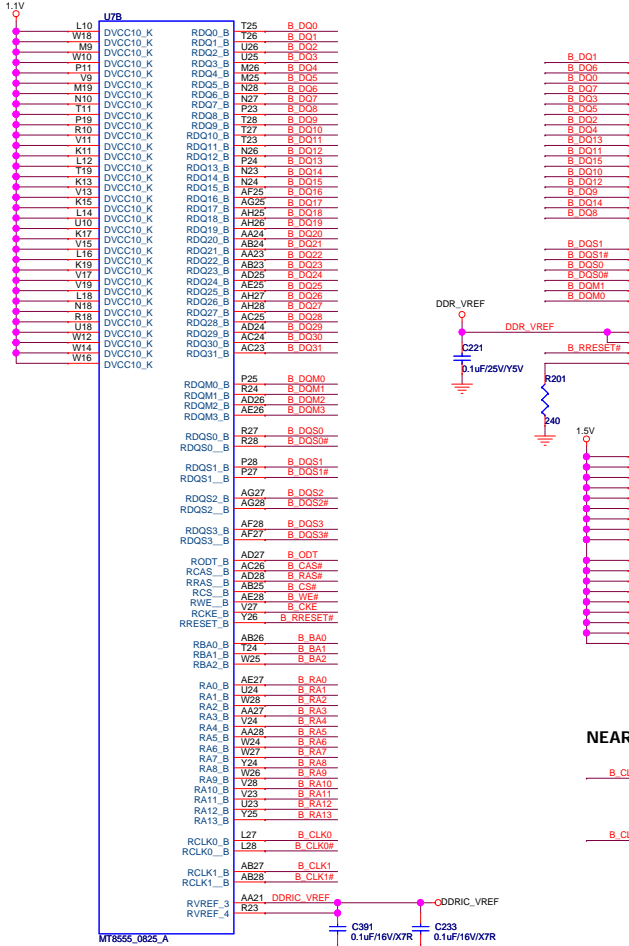 1.1V
U7B
L10 DVCC10_K RDQ0_B T25 B_DQ0
W18 DVCC10_K RDQ1_B T26 B_DQ1
M9 DVCC10_K RDQ2_B U26 B_DQ2
W10 DVCC10_K RDQ3_B U25 B_DQ3
P11 DVCC10_K RDQ4_B M26 B_DQ4
V9 DVCC10_K RDQ5_B M25 B_DQ5
M19 DVCC10_K RDQ6_B N28 B_DQ6
N10 DVCC10_K RDQ7_B N27 B_DQ7
T11 DVCC10_K RDQ8_B P23 B_DQ8
P19 DVCC10_K RDQ9_B T28 B_DQ9
R10 DVCC10_K RDQ10_B T27 B_DQ10
V11 DVCC10_K RDQ11_B T23 B_DQ11
K11 DVCC10_K RDQ12_B N26 B_DQ12
L12 DVCC10_K RDQ13_B P24 B_DQ13
T19 DVCC10_K RDQ14_B N23 B_DQ14
K13 DVCC10_K RDQ15_B N24 B_DQ15
V13 DVCC10_K RDQ16_B AF25 B_DQ16
K15 DVCC10_K RDQ17_B AG25 B_DQ17
L14 DVCC10_K RDQ18_B AH25 B_DQ18
U10 DVCC10_K RDQ19_B AH26 B_DQ19
K17 DVCC10_K RDQ20_B AA24 B_DQ20
V15 DVCC10_K RDQ21_B AB24 B_DQ21
L16 DVCC10_K RDQ22_B AA23 B_DQ22
K19 DVCC10_K RDQ23_B AB23 B_DQ23
V17 DVCC10_K RDQ24_B AD25 B_DQ24
V19 DVCC10_K RDQ25_B AE25 B_DQ25
L18 DVCC10_K RDQ26_B AH27 B_DQ26
N18 DVCC10_K RDQ27_B AH28 B_DQ27
R18 DVCC10_K RDQ28_B AC25 B_DQ28
U18 DVCC10_K RDQ29_B AD24 B_DQ29
W12 DVCC10_K RDQ30_B AC24 B_DQ30
W14 DVCC10_K RDQ31_B AC23 B_DQ31
W16 DVCC10_K
RDQM0_B P25 B_DQM0
RDQM1_B R24 B_DQM1
RDQM2_B AD26 B_DQM2
RDQM3_B AE26 B_DQM3
RDQS0_B R27 B_DQS0
RDQS0__B R28 B_DQS0#
RDQS1_B P28 B_DQS1
RDQS1__B P27 B_DQS1#
RDQS2_B AG27 B_DQS2
RDQS2__B AG28 B_DQS2#
RDQS3_B AF28 B_DQS3
RDQS3__B AF27 B_DQS3#
RODT_B AD27 B_ODT
RCAS__B AC26 B_CAS#
RRAS__B AD28 B_RAS#
RCS__B AB25 B_CS#
RWE__B AE28 B_WE#
RCKE_B V27 B_CKE
RRESET_B Y26 B_RRESET#
RBA0_B AB26 B_BA0
RBA1_B T24 B_BA1
RBA2_B W25 B_BA2
RA0_B AE27 B_RA0
RA1_B U24 B_RA1
RA2_B W28 B_RA2
RA3_B AA27 B_RA3
RA4_B V24 B_RA4
RA5_B AA28 B_RA5
RA6_B W24 B_RA6
RA7_B W27 B_RA7
RA8_B Y24 B_RA8
RA9_B W26 B_RA9
RA10_B V28 B_RA10
RA11_B V23 B_RA11
RA12_B U23 B_RA12
RA13_B Y25 B_RA13
RCLK0_B L27 B_CLK0
RCLK0__B L28 B_CLK0#
RCLK1_B AB27 B_CLK1
RCLK1__B AB28 B_CLK1#
RVREF_3 AA21 DDRIC_VREF
RVREF_4 R23
DDRIC_VREF
C391
0.1uF/16V/X7R
C233
0.1uF/16V/X7R
MT8555_0825_A
B_DQ1
B_DQ6
B_DQ0
B_DQ7
B_DQ3
B_DQ5
B_DQ2
B_DQ4
B_DQ13
B_DQ11
B_DQ15
B_DQ10
B_DQ12
B_DQ9
B_DQ14
B_DQ8
B_DQS1
B_DQS1#
B_DQS0
B_DQS0#
B_DQM1
B_DQM0
DDR_VREF
DDR_VREF
C221
0.1uF/25V/Y5V
B_RRESET#
R201
240
1.5V
NEAR
B_CL
B_CL